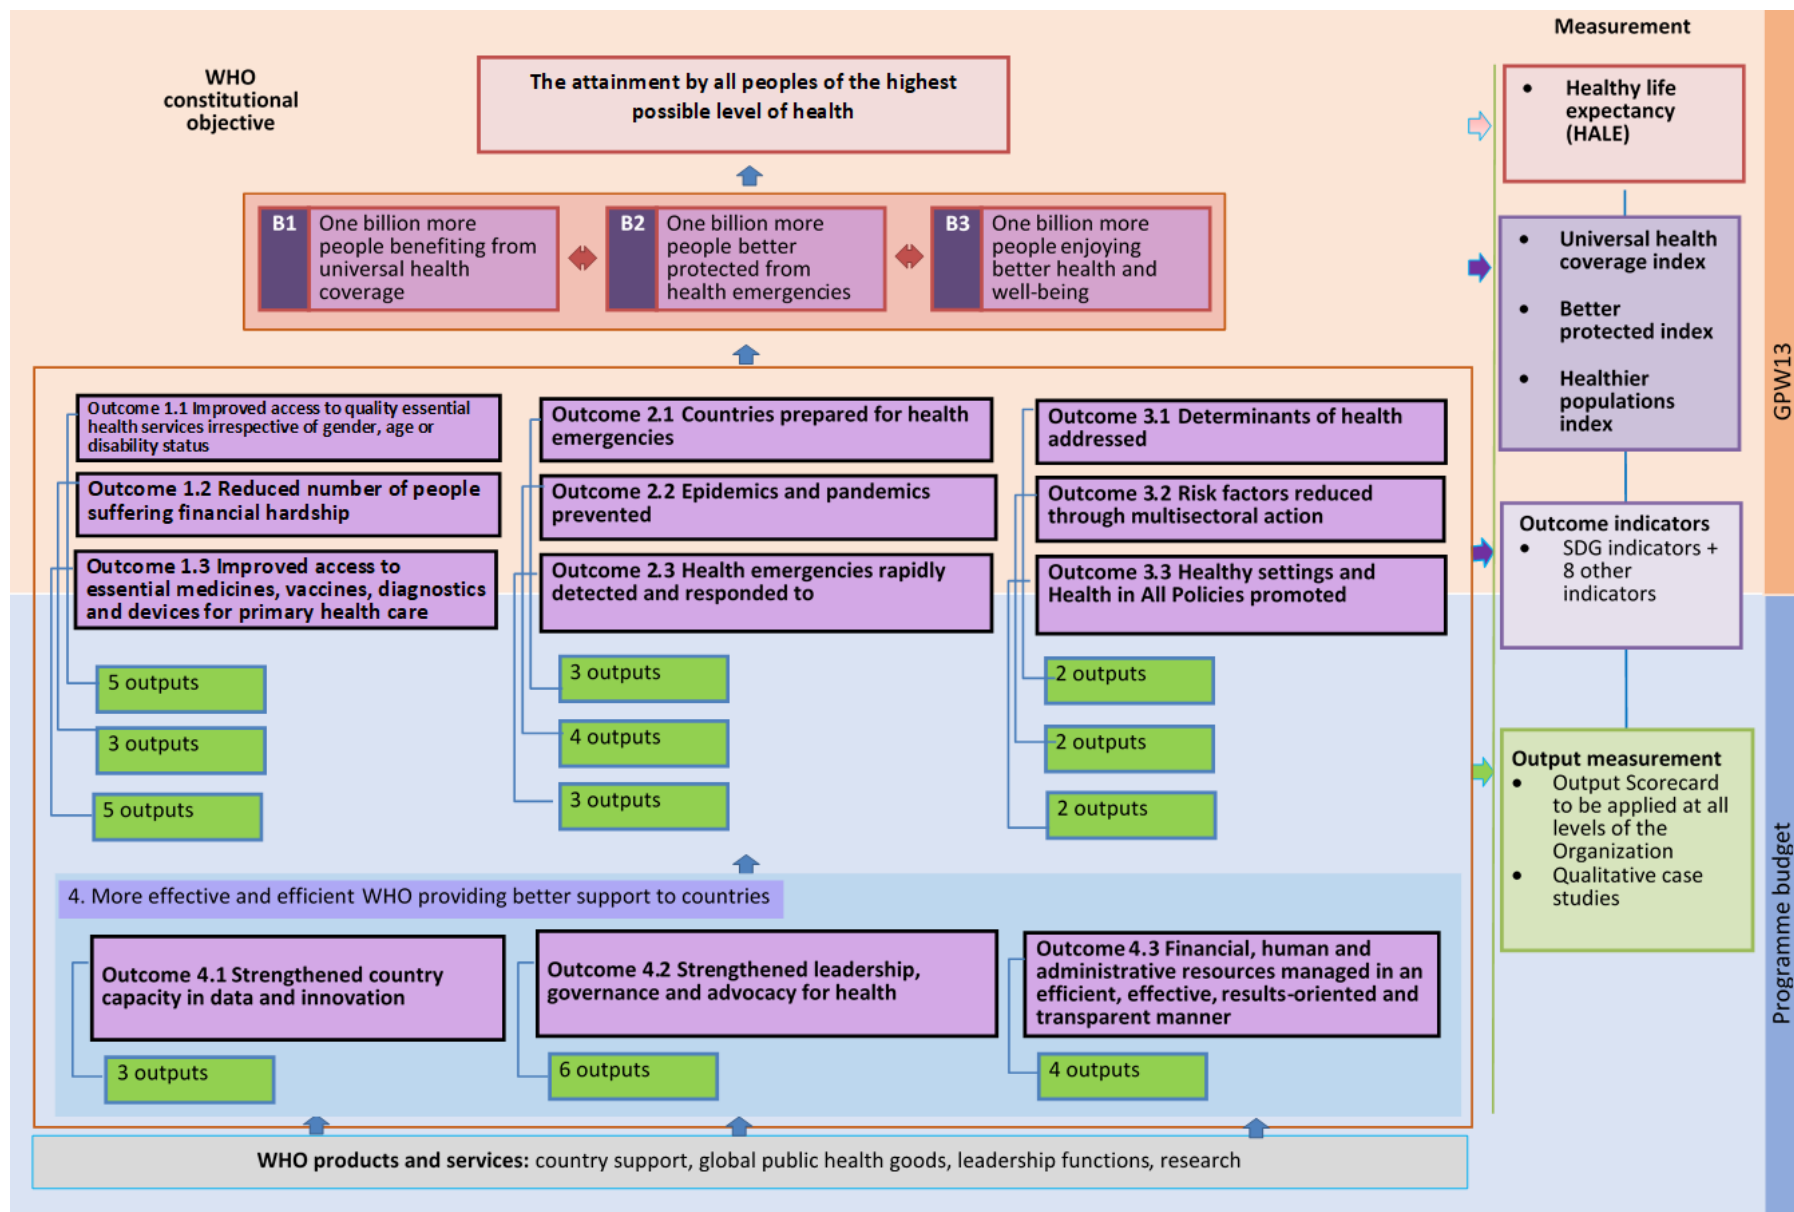 Measurement
WHO
constitutional
objective
The attainment by all peoples of the highest
possible level of health
• Healthy life
expectancy
(HALE)
B1
One billion more
people benefiting from
universal health
coverage
B2
One billion more
people better
protected from
health emergencies
B3
One billion more
people enjoying
better health and
well-being
• Universal health
coverage index
• Better
protected index
• Healthier
populations
index
GPW13
Outcome 1.1 Improved access to quality essential
health services irrespective of gender, age or
disability status
Outcome 1.2 Reduced number of people
suffering financial hardship
Outcome 1.3 Improved access to
essential medicines, vaccines, diagnostics
and devices for primary health care
Outcome 2.1 Countries prepared for health
emergencies
Outcome 2.2 Epidemics and pandemics
prevented
Outcome 2.3 Health emergencies rapidly
detected and responded to
Outcome 3.1 Determinants of health
addressed
Outcome 3.2 Risk factors reduced
through multisectoral action
Outcome 3.3 Healthy settings and
Health in All Policies promoted
Outcome indicators
• SDG indicators +
8 other
indicators
5 outputs
3 outputs
5 outputs
3 outputs
4 outputs
3 outputs
2 outputs
2 outputs
2 outputs
Output measurement
• Output Scorecard
to be applied at all
levels of the
Organization
• Qualitative case
studies
Programme budget
4. More effective and efficient WHO providing better support to countries
Outcome 4.1 Strengthened country
capacity in data and innovation
3 outputs
Outcome 4.2 Strengthened leadership,
governance and advocacy for health
6 outputs
Outcome 4.3 Financial, human and
administrative resources managed in an
efficient, effective, results-oriented and
transparent manner
4 outputs
WHO products and services: country support, global public health goods, leadership functions, research